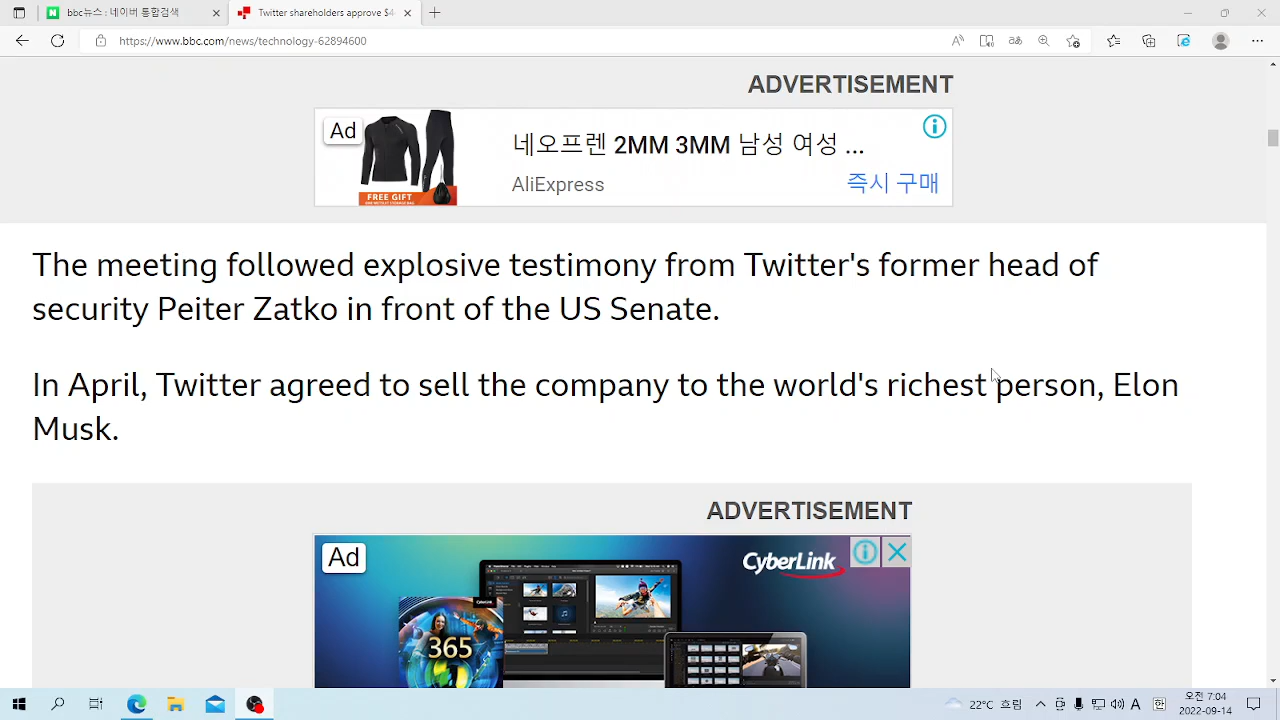 bbc뉴스 : 네이버 통합검색
Twitter shareholders approve $4
https://www.bbc.com/news/technology-62894600
ADVERTISEMENT
Ad
네오프렌 2MM 3MM 남성 여성 ...
AliExpress
즉시 구매
FREE GIFT
The meeting followed explosive testimony from Twitter's former head of
security Peiter Zatko in front of the US Senate.
In April, Twitter agreed to sell the company to the world's richest person, Elon
Musk.
ADVERTISEMENT
Ad
CyberLink
365
22°C 흐림
A
오전 7:04
2022-09-14